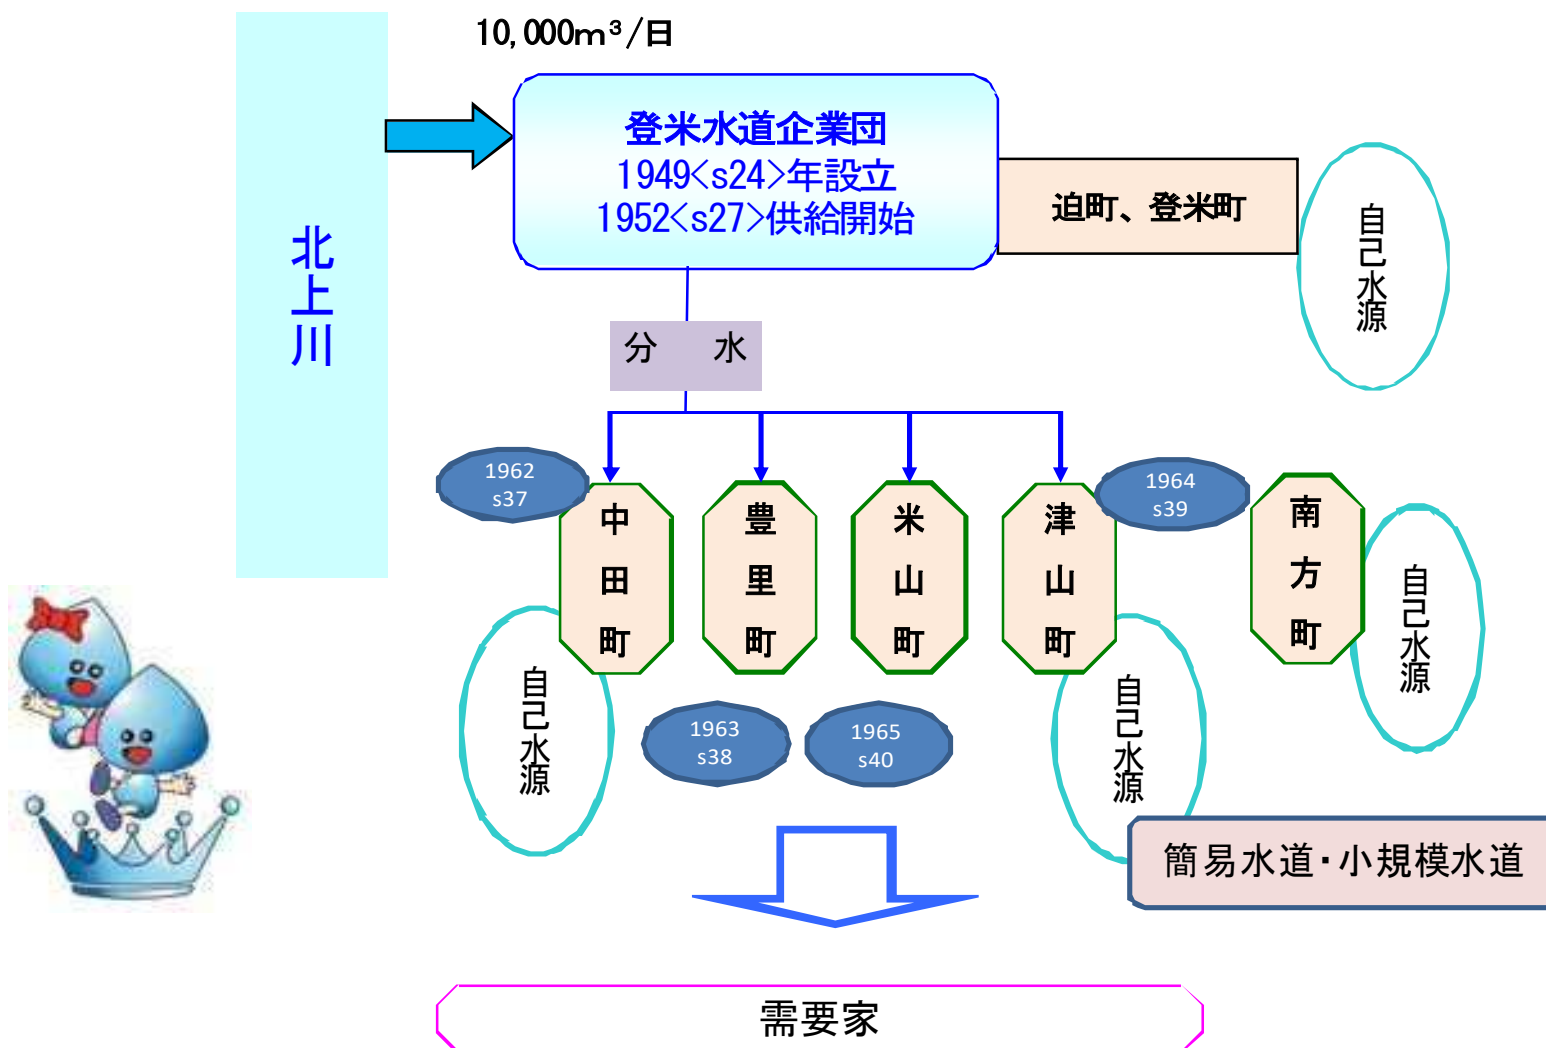 10,000m³/日
登米水道企業団
1949<s24>年設立
1952<s27>供給開始
迫町、登米町
自己水源
北上川
分　水
1962
s37
中田町
豊里町
米山町
津山町
1964
s39
南方町
自己水源
自己水源
1963
s38
1965
s40
自己水源
簡易水道・小規模水道
需要家